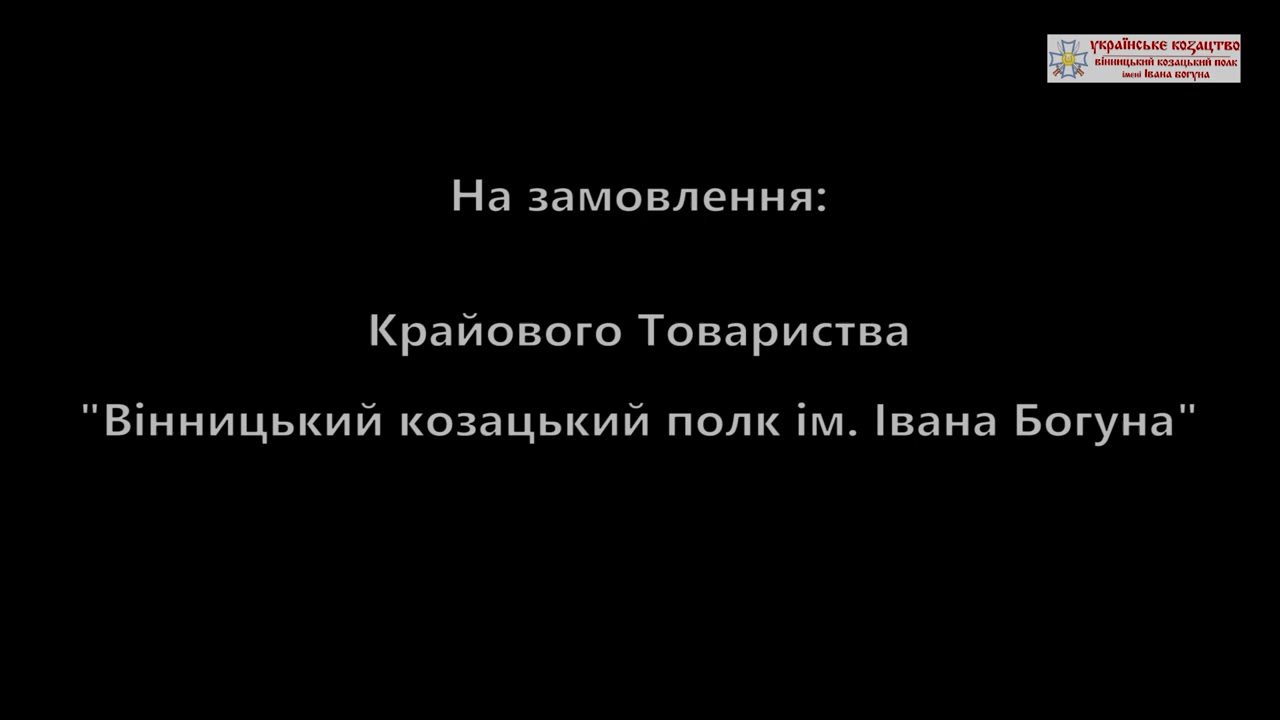 українське козацтво
вінницький козацький полк
імені Івана богуна
На замовлення:
Крайового Товариства
"Вінницький козацький полк ім. Івана Богуна"